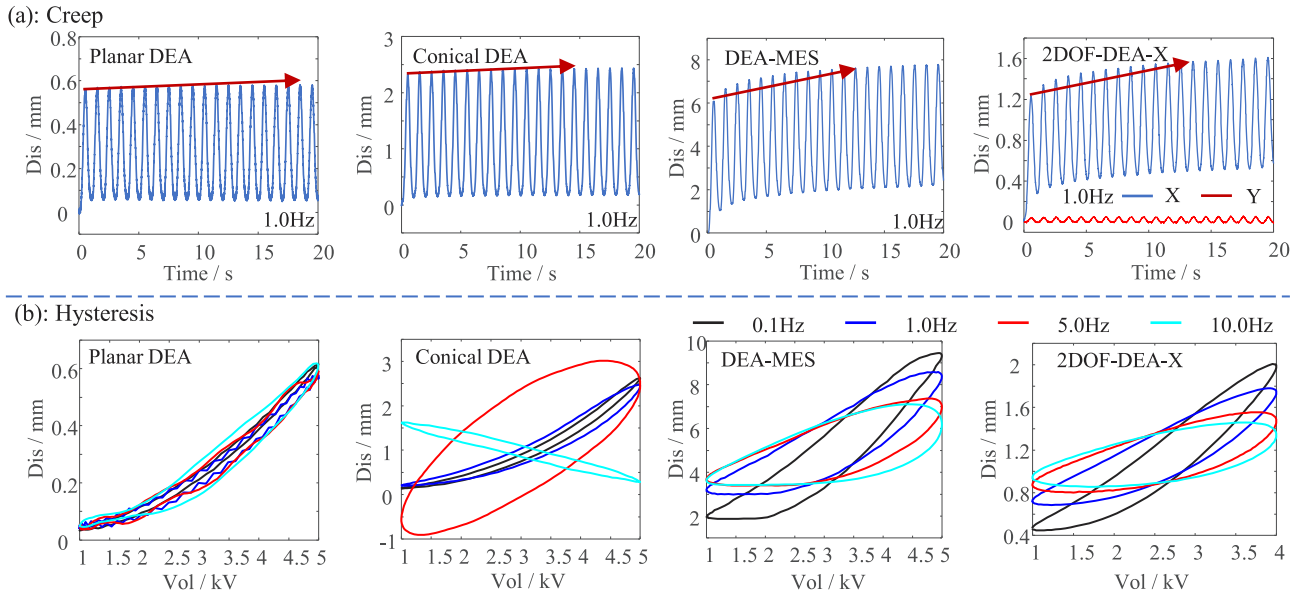 (a): Creep
Planar DEA
Dis / mm
0.8
0.6
0.4
0.2
0
1.0Hz
0 5 10 15 20
Time / s
Conical DEA
Dis / mm
3
2
1
0
1.0Hz
0 5 10 15 20
Time / s
DEA-MES
Dis / mm
8
6
4
2
0
1.0Hz
0 5 10 15 20
Time / s
2DOF-DEA-X
Dis / mm
1.6
1.2
0.8
0.4
0
1.0Hz X Y
0 5 10 15 20
Time / s
(b): Hysteresis
0.1Hz 1.0Hz 5.0Hz 10.0Hz
Planar DEA
Dis / mm
0.6
0.4
0.2
0
1 1.5 2 2.5 3 3.5 4 4.5 5
Vol / kV
Conical DEA
Dis / mm
3
2
1
0
-1
1 1.5 2 2.5 3 3.5 4 4.5 5
Vol / kV
DEA-MES
Dis / mm
10
8
6
4
2
1 1.5 2 2.5 3 3.5 4 4.5 5
Vol / kV
2DOF-DEA-X
Dis / mm
2
1.6
1.2
0.8
0.4
1 1.5 2 2.5 3 3.5 4
Vol / kV